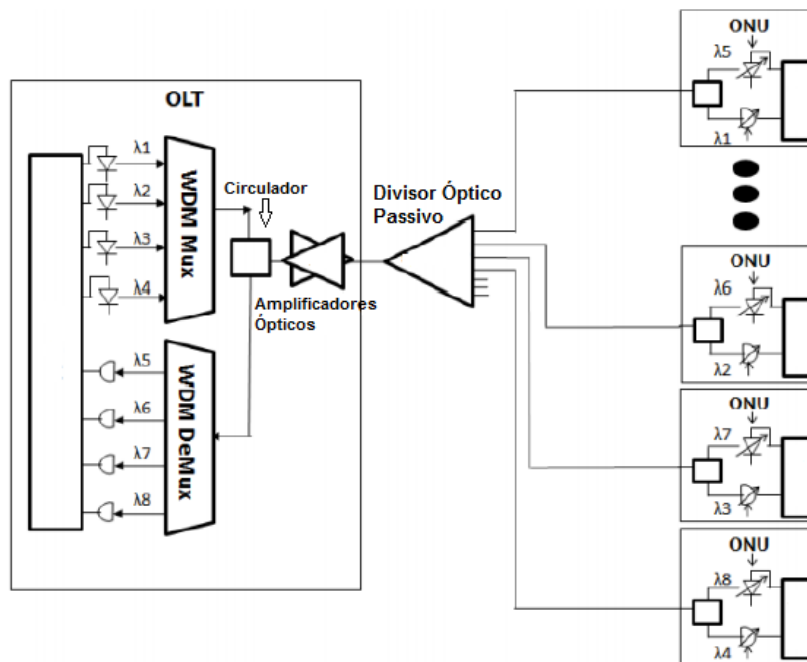 OLT
λ1
λ2
λ3
λ4
WDM Mux
Circulador
Amplificadores
Ópticos
λ5
λ6
λ7
λ8
WDM DeMux
Divisor Óptico
Passivo
ONU
λ5
λ1
ONU
λ6
λ2
ONU
λ7
λ3
ONU
λ8
λ4